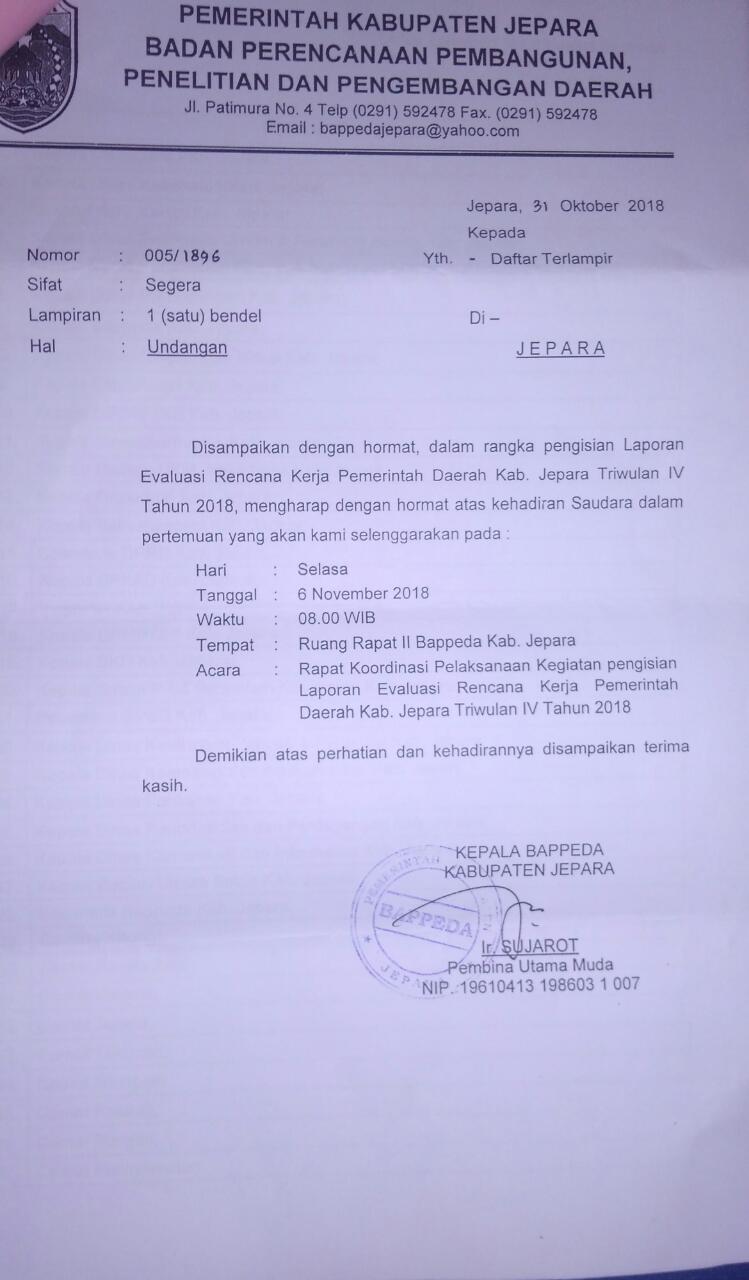 PEMERINTAH KABUPATEN JEPARA
BADAN PERENCANAAN PEMBANGUNAN,
PENELITIAN DAN PENGEMBANGAN DAERAH
Jl. Patimura No. 4 Telp (0291) 592478 Fax. (0291) 592478
Email : bappedajepara@yahoo.com
Jepara, 31 Oktober 2018
Kepada
Nomor : 005/1896 Yth. - Daftar Terlampir
Sifat : Segera
Lampiran : 1 (satu) bendel Di –
Hal : Undangan J E P A R A
Disampaikan dengan hormat, dalam rangka pengisian Laporan
Evaluasi Rencana Kerja Pemerintah Daerah Kab. Jepara Triwulan IV
Tahun 2018, mengharap dengan hormat atas kehadiran Saudara dalam
pertemuan yang akan kami selenggarakan pada :
Hari : Selasa
Tanggal : 6 November 2018
Waktu : 08.00 WIB
Tempat : Ruang Rapat II Bappeda Kab. Jepara
Acara : Rapat Koordinasi Pelaksanaan Kegiatan pengisian
Laporan Evaluasi Rencana Kerja Pemerintah
Daerah Kab. Jepara Triwulan IV Tahun 2018
Demikian atas perhatian dan kehadirannya disampaikan terima
kasih.
KEPALA BAPPEDA
KABUPATEN JEPARA
PEMERINTAH
BAPPEDA
JEPA
Ir. SUJAROT
Pembina Utama Muda
NIP. 19610413 198603 1 007